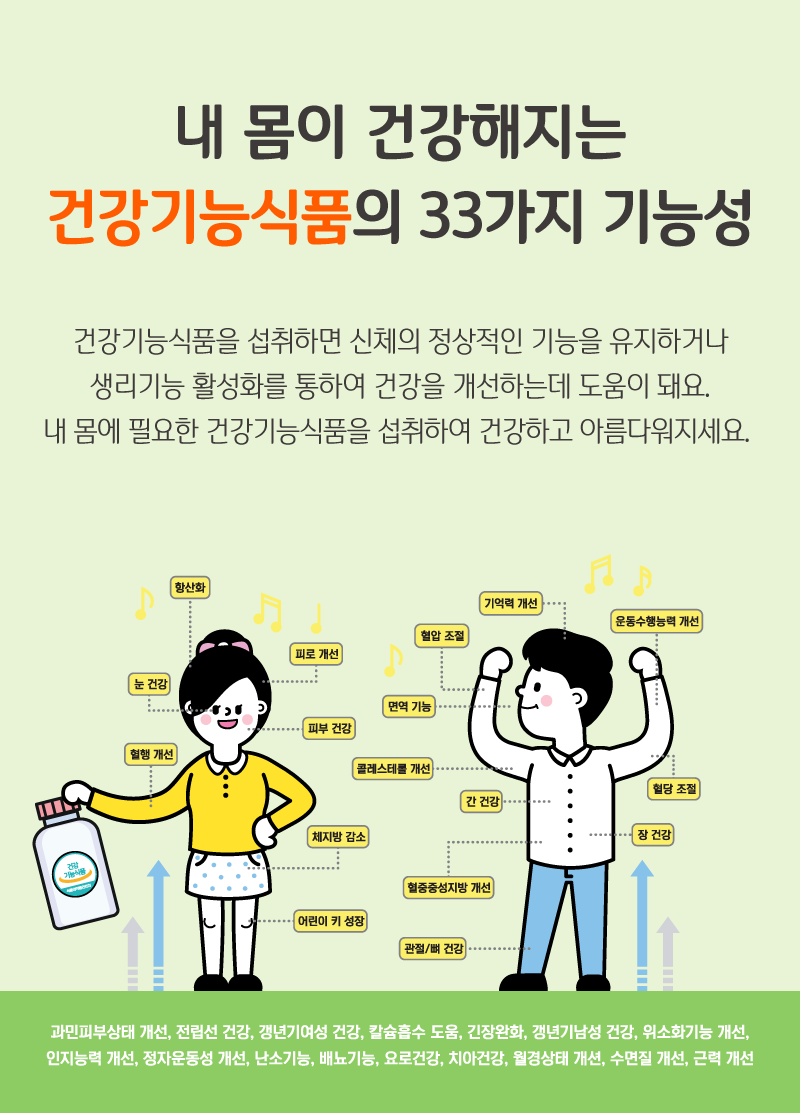 내 몸이 건강해지는
건강기능식품의 33가지 기능성
건강기능식품을 섭취하면 신체의 정상적인 기능을 유지하거나
생리기능 활성화를 통하여 건강을 개선하는데 도움이 돼요.
내 몸에 필요한 건강기능식품을 섭취하여 건강하고 아름다워지세요.
항산화
피로 개선
눈 건강
피부 건강
혈행 개선
체지방 감소
어린이 키 성장
건강
기능식품
기억력 개선
운동수행능력 개선
혈압 조절
면역 기능
콜레스테롤 개선
혈당 조절
간 건강
장 건강
혈중중성지방 개선
관절/뼈 건강
과민피부상태 개선, 전립선 건강, 갱년기여성 건강, 칼슘흡수 도움, 긴장완화, 갱년기남성 건강, 위소화기능 개선,
인지능력 개선, 정자운동성 개선, 난소기능, 배뇨기능, 요로건강, 치아건강, 월경상태 개션, 수면질 개선, 근력 개선